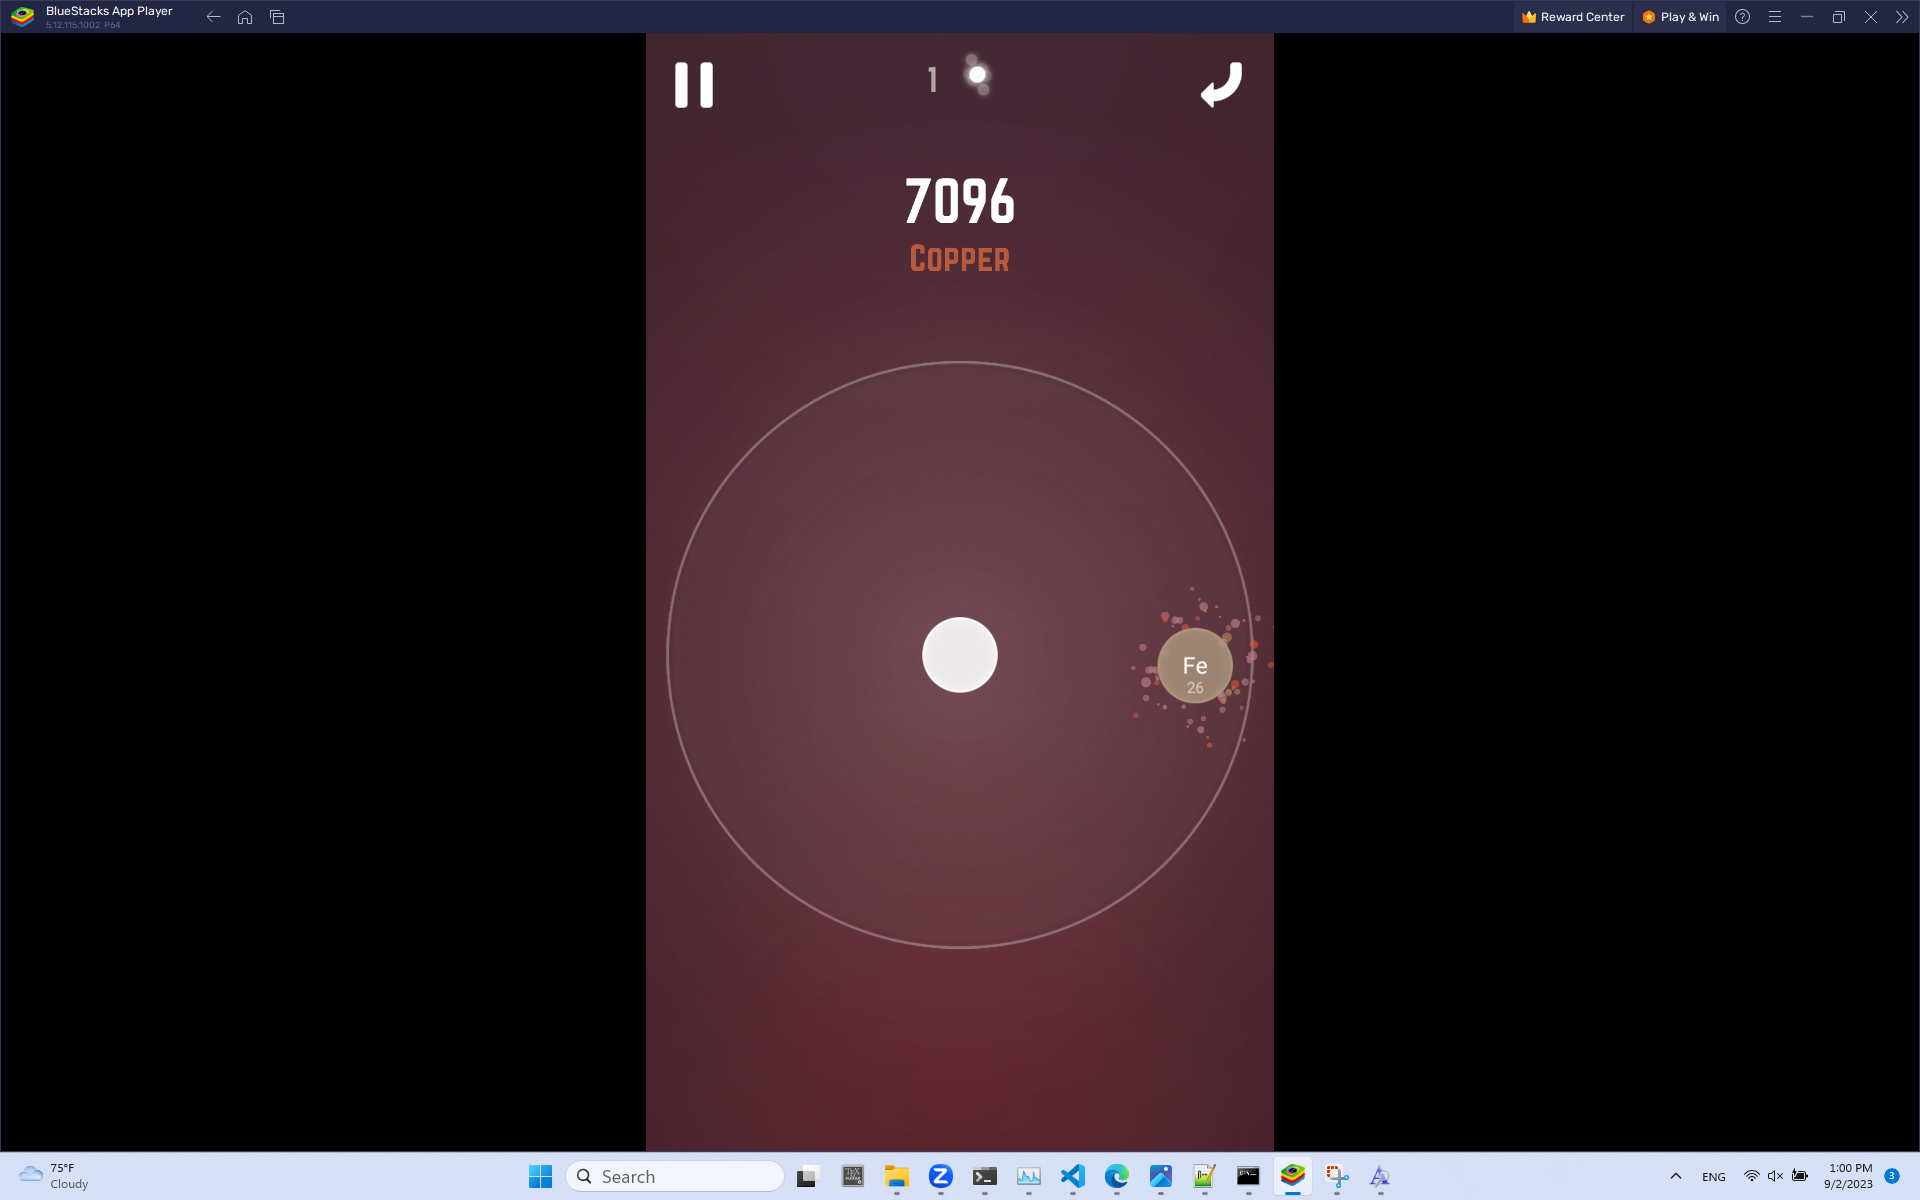 BlueStacks App Player
5.12.115.1002 P64
Reward Center
Play & Win
1
7096
COPPER
Fe
26
75°F
Cloudy
Search
ENG
1:00 PM
9/2/2023
3